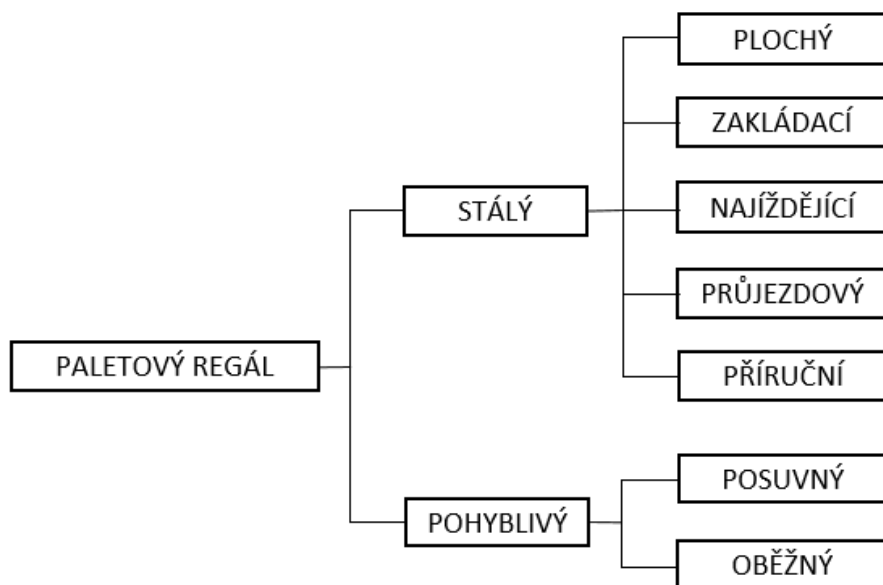 PALETOVÝ REGÁL
STÁLÝ
PLOCHÝ
ZAKLÁDACÍ
NAJÍŽDĚJÍCÍ
PRŮJEZDOVÝ
PŘÍRUČNÍ
POHYBLIVÝ
POSUVNÝ
OBĚŽNÝ